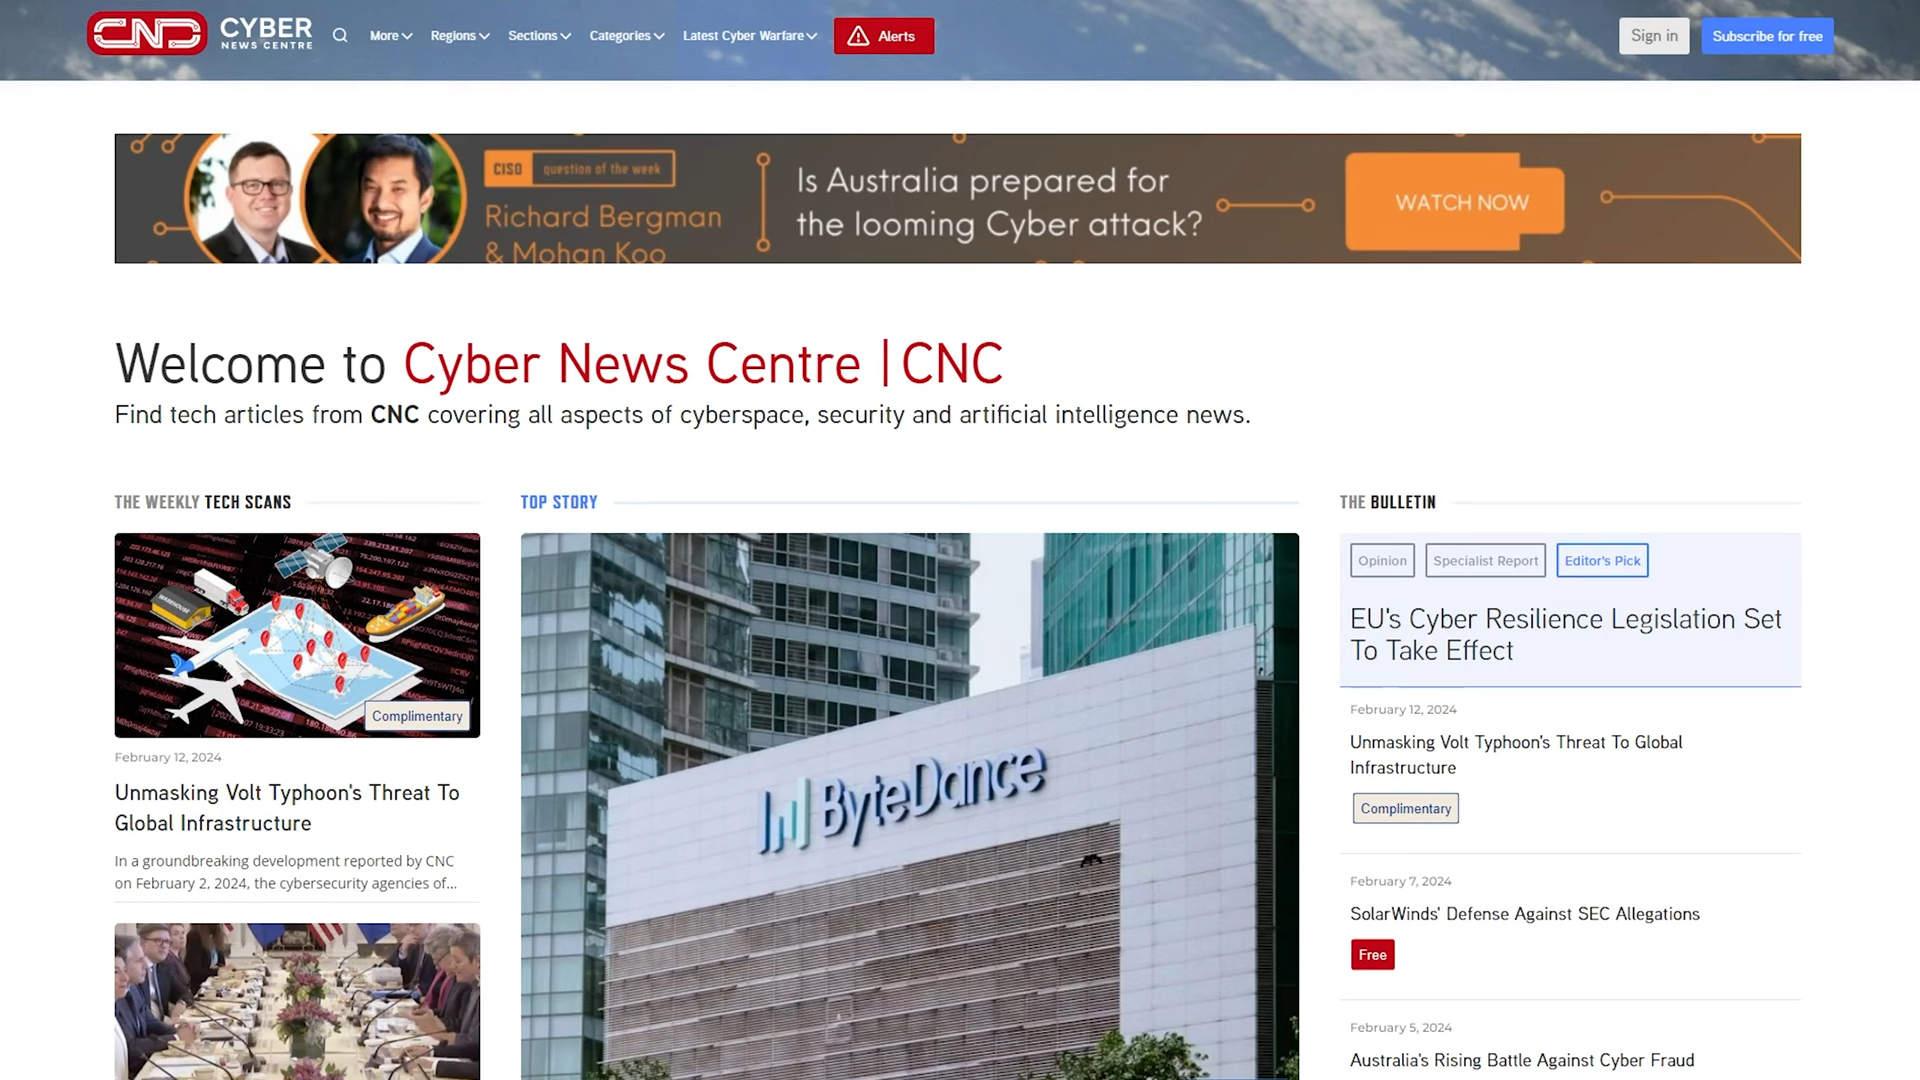 CNC CYBER
NEWS CENTRE
More
Regions
Sections
Categories
Latest Cyber Warfare
Alerts
Sign in
Subscribe for free
CISO question of the week
Richard Bergman
& Mohan Koo
Is Australia prepared for
the looming Cyber attack?
WATCH NOW
Welcome to Cyber News Centre | CNC
Find tech articles from CNC covering all aspects of cyberspace, security and artificial intelligence news.
THE WEEKLY TECH SCANS
WAREHOUSE
Complimentary
February 12, 2024
Unmasking Volt Typhoon's Threat To
Global Infrastructure
In a groundbreaking development reported by CNC
on February 2, 2024, the cybersecurity agencies of...
TOP STORY
ByteDance
THE BULLETIN
Opinion
Specialist Report
Editor's Pick
EU's Cyber Resilience Legislation Set
To Take Effect
February 12, 2024
Unmasking Volt Typhoon's Threat To Global
Infrastructure
Complimentary
February 7, 2024
SolarWinds' Defense Against SEC Allegations
Free
February 5, 2024
Australia's Rising Battle Against Cyber Fraud